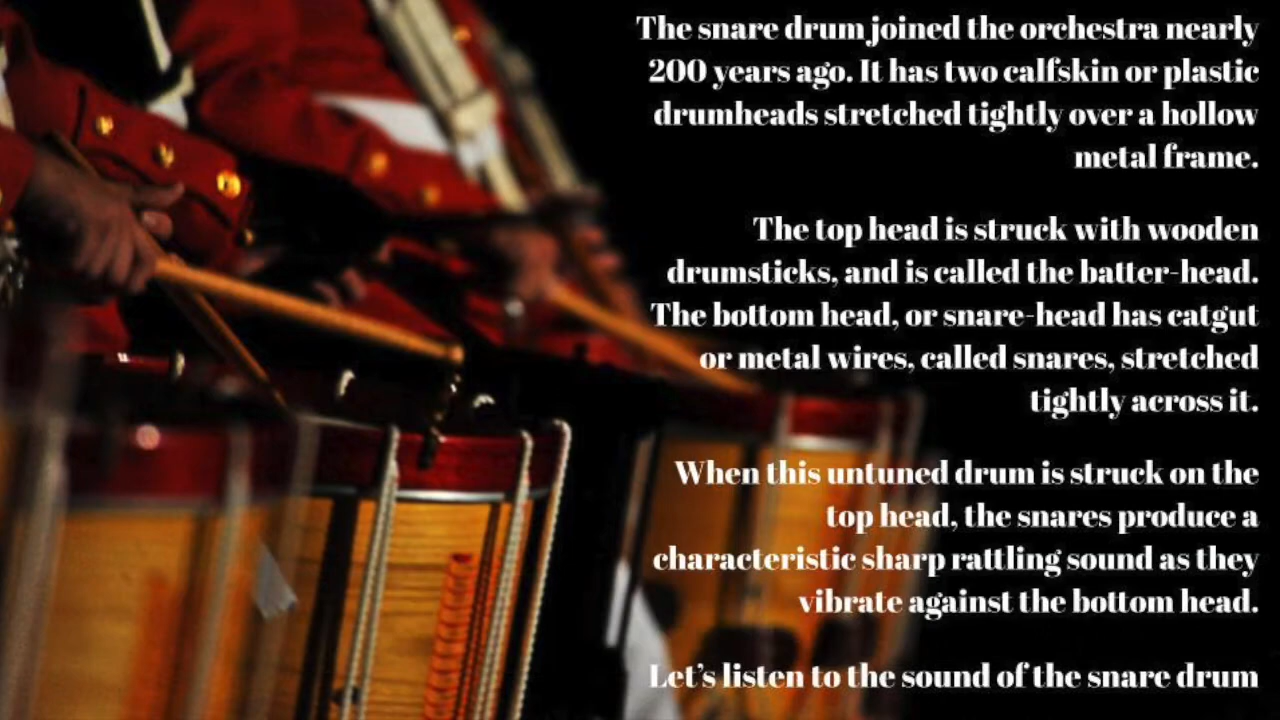 The snare drum joined the orchestra nearly
200 years ago. It has two calfskin or plastic
drumheads stretched tightly over a hollow
metal frame.
The top head is struck with wooden
drumsticks, and is called the batter-head.
The bottom head, or snare-head has catgut
or metal wires, called snares, stretched
tightly across it.
When this untuned drum is struck on the
top head, the snares produce a
characteristic sharp rattling sound as they
vibrate against the bottom head.
Let’s listen to the sound of the snare drum